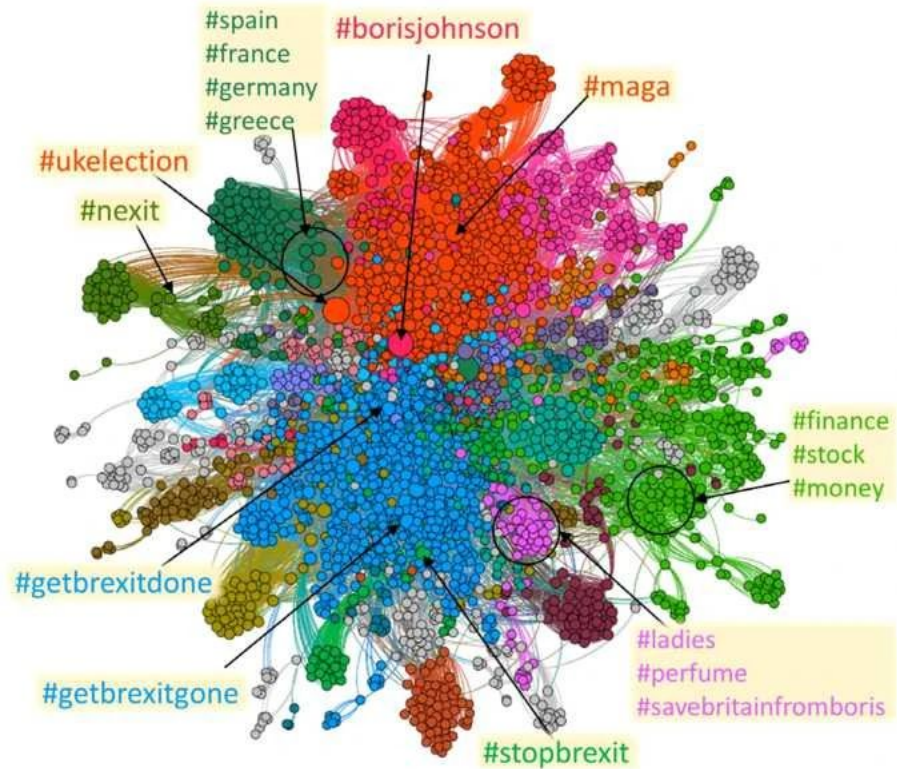 #spain
#france
#germany
#greece
#borisjohnson
#maga
#ukelection
#nexit
#finance
#stock
#money
#getbrexitdone
#getbrexitgone
#ladies
#perfume
#savebritainfromboris
#stopbrexit